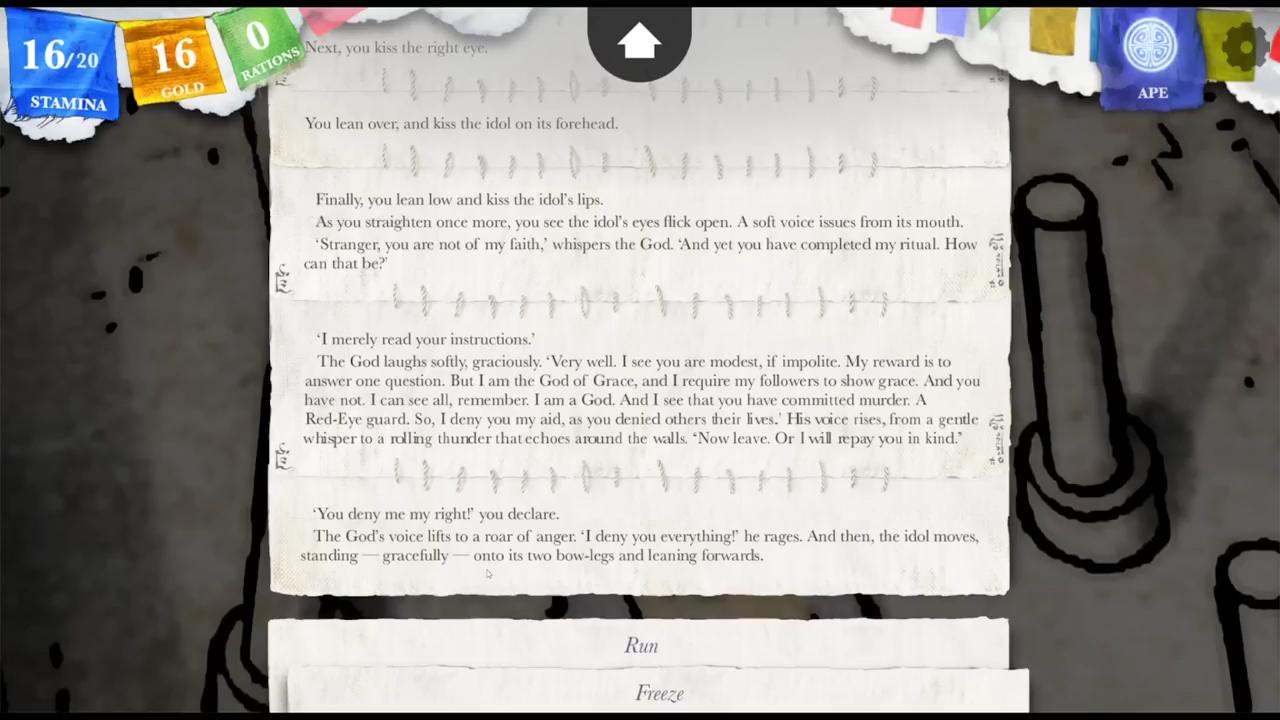 16/20
STAMINA
16
GOLD
0
RATIONS
APE
Next, you kiss the right eye.
You lean over, and kiss the idol on its forehead.
Finally, you lean low and kiss the idol's lips.
As you straighten once more, you see the idol's eyes flick open. A soft voice issues from its mouth.
'Stranger, you are not of my faith,' whispers the God. 'And yet you have completed my ritual. How
can that be?'
'I merely read your instructions.'
The God laughs softly, graciously. 'Very well. I see you are modest, if impolite. My reward is to
answer one question. But I am the God of Grace, and I require my followers to show grace. And you
have not. I can see all, remember. I am a God. And I see that you have committed murder. A
Red-Eye guard. So, I deny you my aid, as you denied others their lives.' His voice rises, from a gentle
whisper to a rolling thunder that echoes around the walls. 'Now leave. Or I will repay you in kind.'
'You deny me my right!' you declare.
The God's voice lifts to a roar of anger. 'I deny you everything!' he rages. And then, the idol moves,
standing — gracefully — onto its two bow-legs and leaning forwards.
Run
Freeze